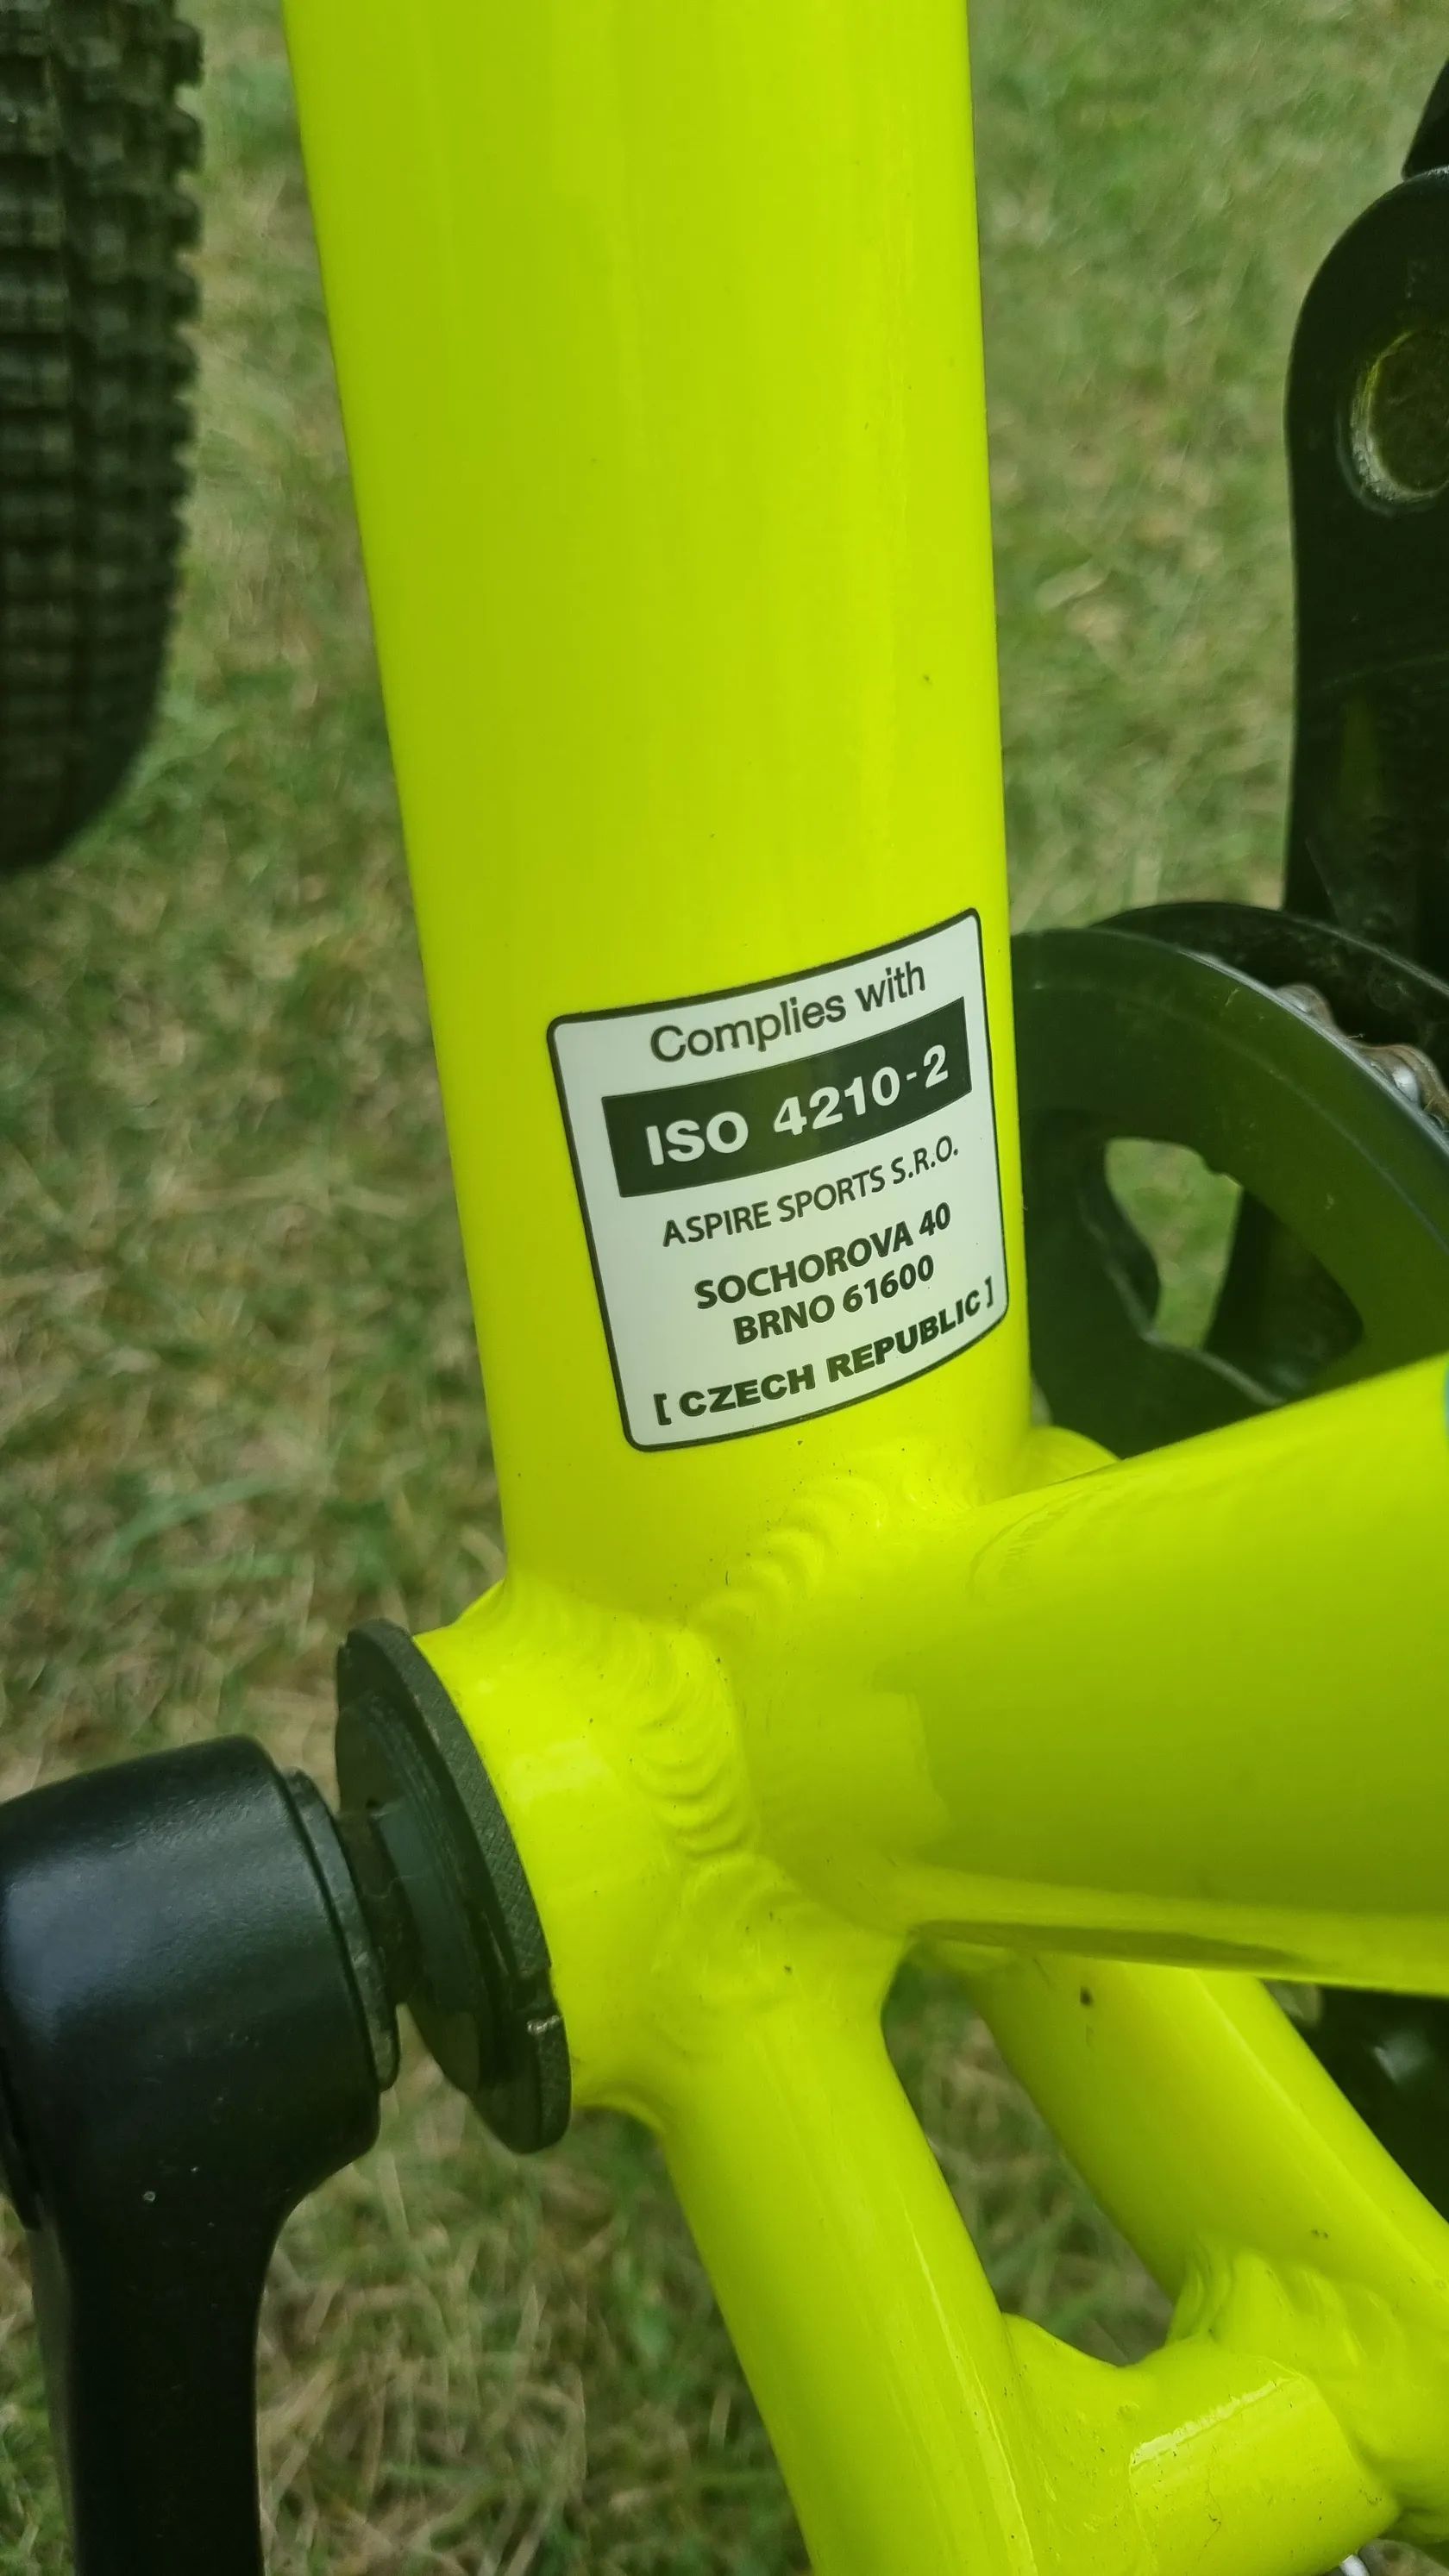 Complies with
ISO 4210-2
ASPIRE SPORTS S.R.O.
SOCHOROVA 40
BRNO 61600
[ CZECH REPUBLIC ]